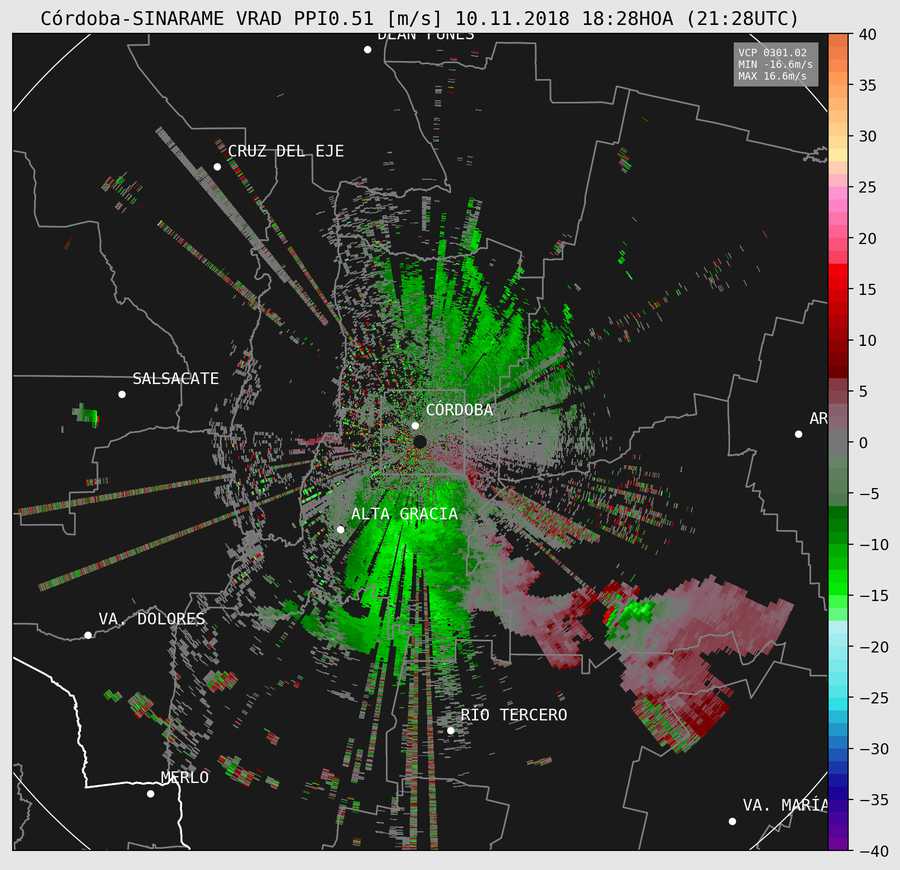 Córdoba-SINARAME VRAD PPI0.51 [m/s] 10.11.2018 18:28HOA (21:28UTC)
DEAN FUNES
VCP 0301.02
MIN -16.6m/s
MAX 16.6m/s
CRUZ DEL EJE
SALSACATE
CÓRDOBA
AR
ALTA GRACIA
VA. DOLORES
RIO TERCERO
MERLO
VA. MARÍA
40
35
30
25
20
15
10
5
0
−5
−10
−15
−20
−25
−30
−35
−40